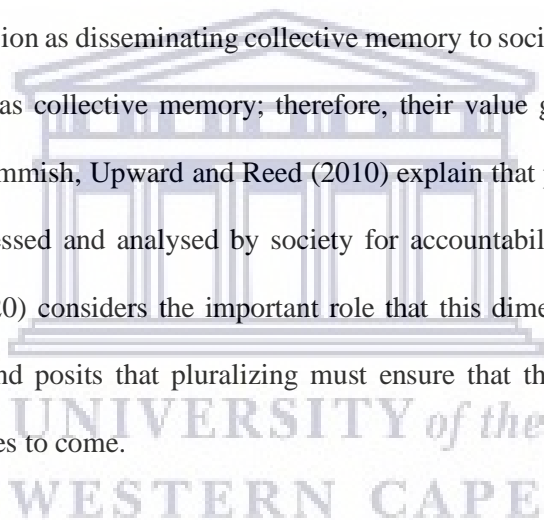 ion as disseminating collective memory to soci
as collective memory; therefore, their value g
mmish, Upward and Reed (2010) explain that
essed and analysed by society for accountabil
20) considers the important role that this dime
nd posits that pluralizing must ensure that th
UNIVERSITY of the
es to come.
WESTERN CAPE